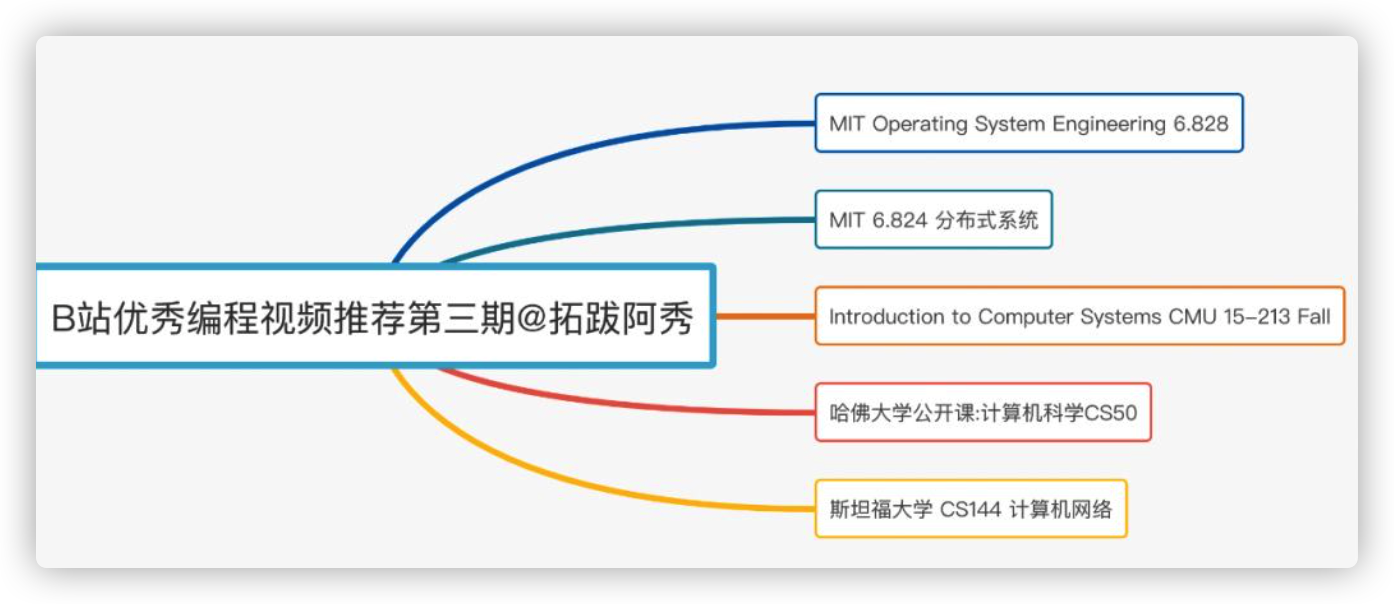 MIT Operating System Engineering 6.828
MIT 6.824 分布式系统
B站优秀编程视频推荐第三期@拓跋阿秀
Introduction to Computer Systems CMU 15-213 Fall
哈佛大学公开课:计算机科学CS50
斯坦福大学 CS144 计算机网络